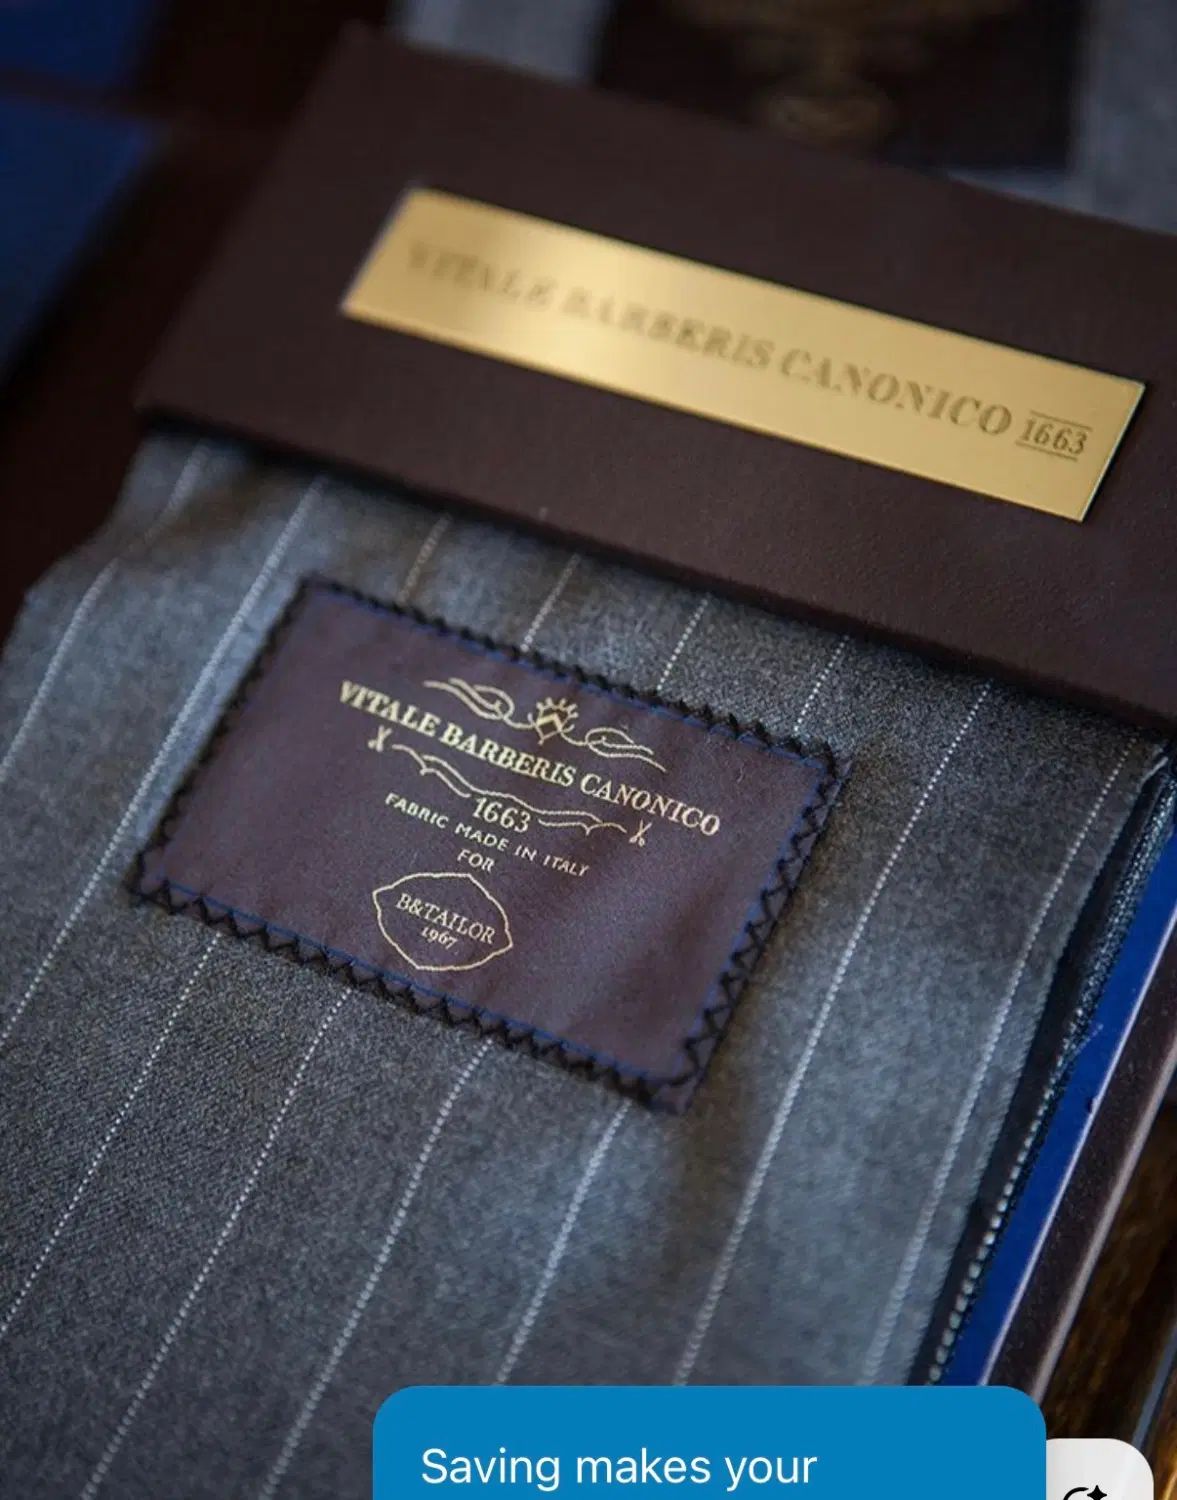 VITALE BARBERIS CANONICO 1663
VITALE BARBERIS CANONICO
1663
FABRIC MADE IN ITALY
FOR
B&TAILOR
1967
Saving makes your